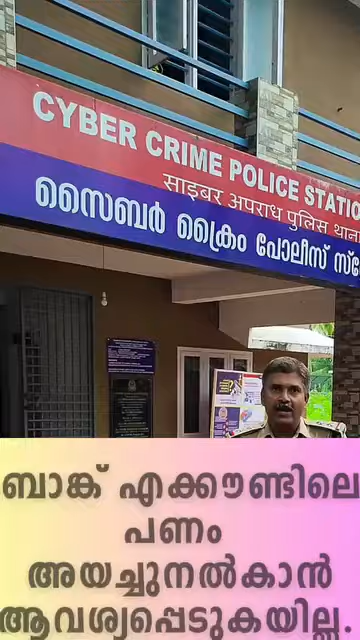 CYBER CRIME POLICE STATIO
साइबर अपराध पुलिस थाना
സൈബർ ക്രൈം പോലീസ് സ്റ്റേ
ബാങ്ക് എക്കൗണ്ടിലെ
പണം
അയച്ചുനൽകാൻ
ആവശ്യപ്പെടുകയില്ല.